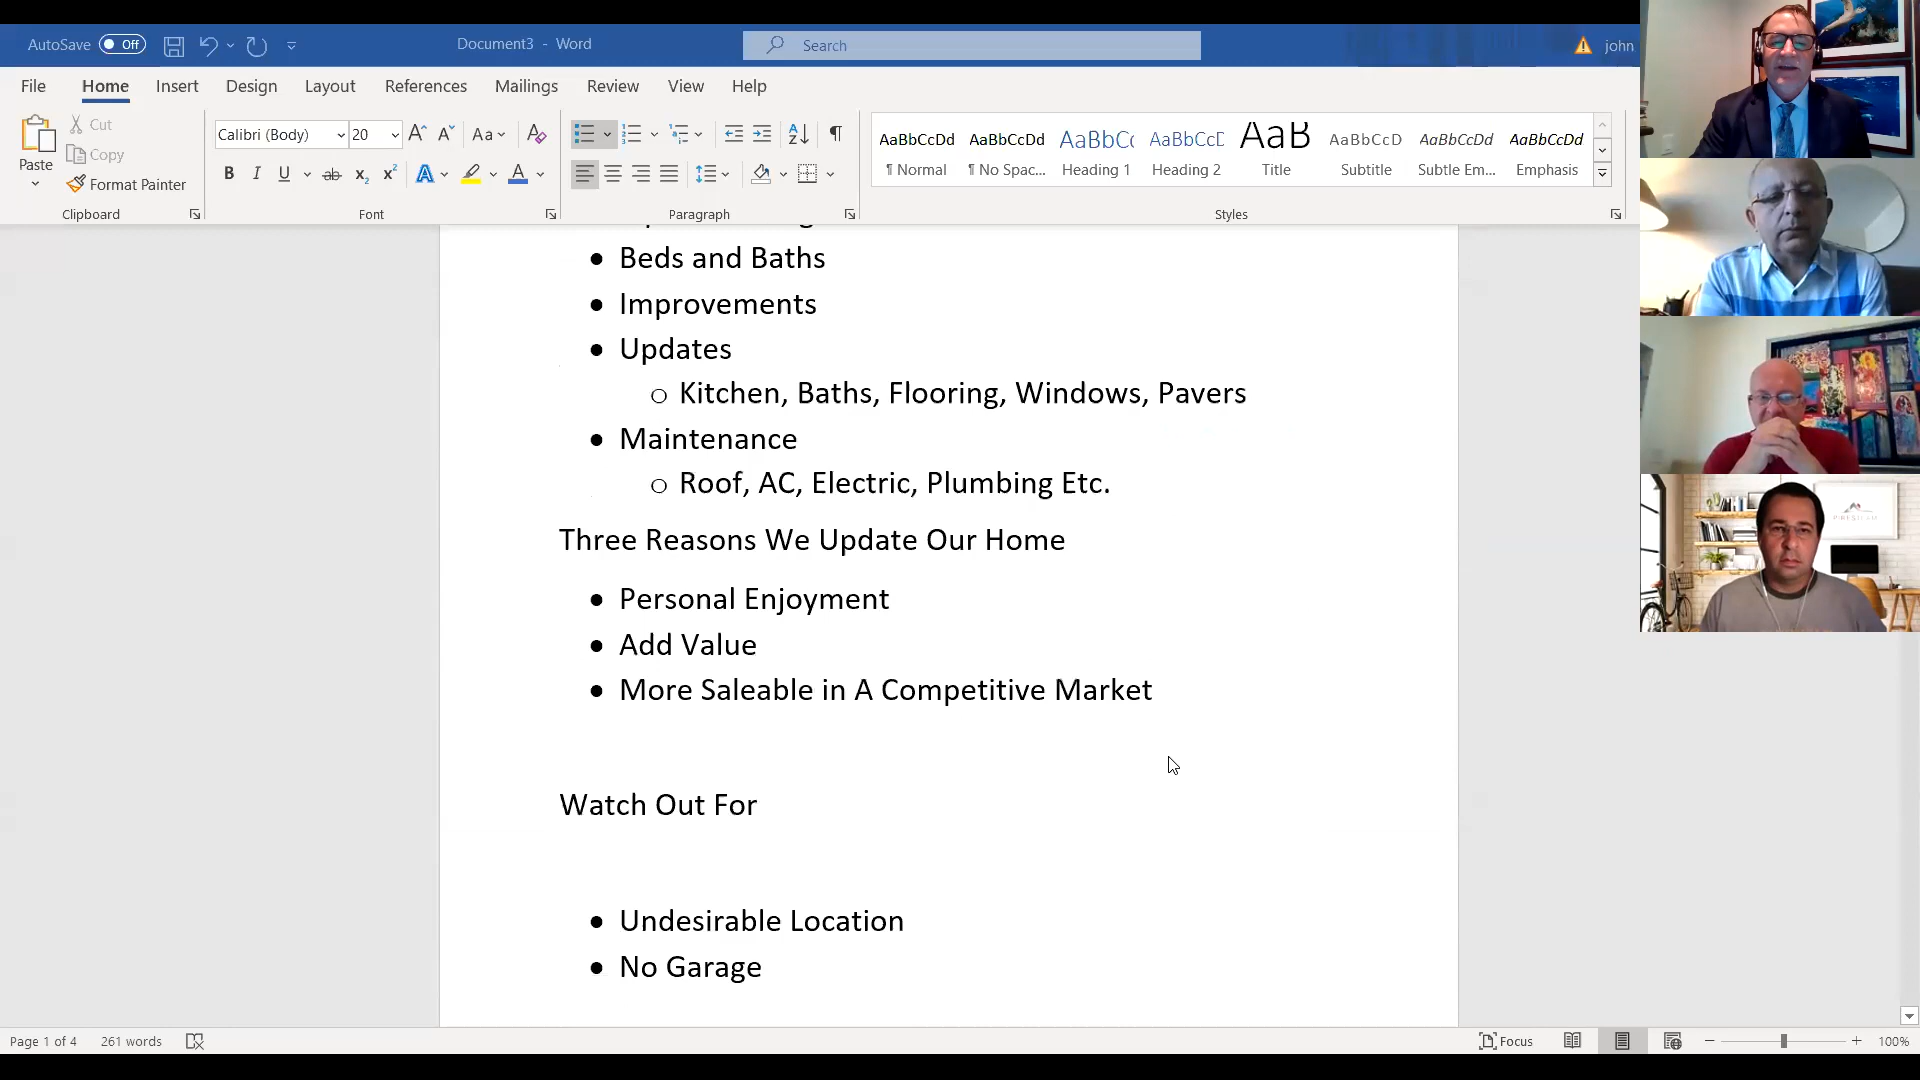 AutoSave Off
Document3 - Word
Search
john
File Home Insert Design Layout References Mailings Review View Help
Paste
Cut
Copy
Format Painter
Clipboard
Calibri (Body) 20
Font
Paragraph
AaBbCcDd AaBbCcDd AaBbCc AaBbCcD AaB AaBbCcD AaBbCcDd AaBbCcDd
¶ Normal ¶ No Spac... Heading 1 Heading 2 Title Subtitle Subtle Em... Emphasis
Styles
• Beds and Baths
• Improvements
• Updates
o Kitchen, Baths, Flooring, Windows, Pavers
• Maintenance
o Roof, AC, Electric, Plumbing Etc.
Three Reasons We Update Our Home
• Personal Enjoyment
• Add Value
• More Saleable in A Competitive Market
Watch Out For
• Undesirable Location
• No Garage
Page 1 of 4 261 words
Focus
100%